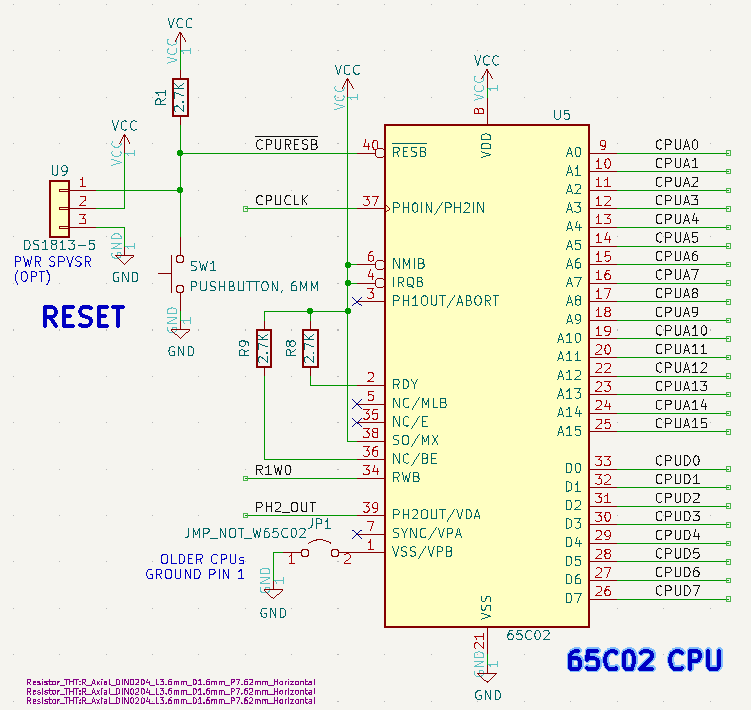 VCC
VCC
1
R1
2.7K
VCC
VCC
1
U9
1
2
3
DS1813-5
PWR SPVSR
(OPT)
GND
1
GND
RESET
SW1
PUSHBUTTON, 6MM
GND
1
GND
VCC
VCC
1
VCC
VCC
1
8
U5
CPURESB
40
RESB
VDD
CPUCLK
37
PH0IN/PH2IN
6
NMIB
4
IRQB
3
PH1OUT/ABORT
R9
2.7K
R8
2.7K
2
RDY
5
NC/MLB
35
NC/E
38
SO/MX
36
NC/BE
R1W0
34
RWB
PH2_OUT
39
PH2OUT/VDA
JMP_NOT_W65C02
JP1
7
SYNC/VPA
1
2
1
VSS/VPB
OLDER CPUs
GROUND PIN 1
GND
1
GND
A0 9 CPUA0
A1 10 CPUA1
A2 11 CPUA2
A3 12 CPUA3
A4 13 CPUA4
A5 14 CPUA5
A6 15 CPUA6
A7 16 CPUA7
A8 17 CPUA8
A9 18 CPUA9
A10 19 CPUA10
A11 20 CPUA11
A12 22 CPUA12
A13 23 CPUA13
A14 24 CPUA14
A15 25 CPUA15
D0 33 CPUD0
D1 32 CPUD1
D2 31 CPUD2
D3 30 CPUD3
D4 29 CPUD4
D5 28 CPUD5
D6 27 CPUD6
D7 26 CPUD7
VSS
21
GND
1
GND
65C02
65C02 CPU
Resistor_THT:R_Axial_DIN0204_L3.6mm_D1.6mm_P7.62mm_Horizontal
Resistor_THT:R_Axial_DIN0204_L3.6mm_D1.6mm_P7.62mm_Horizontal
Resistor_THT:R_Axial_DIN0204_L3.6mm_D1.6mm_P7.62mm_Horizontal